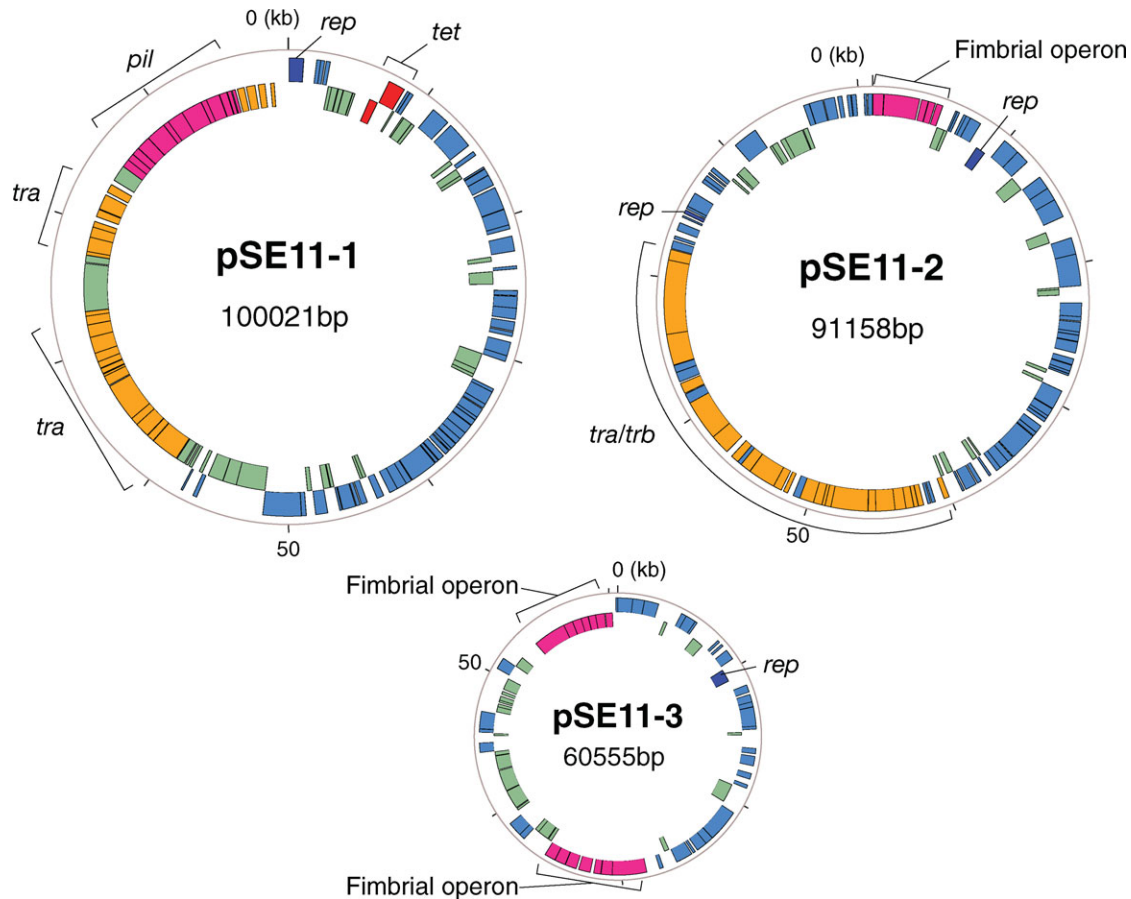 0 (kb)
rep
tet
pil
tra
tra
pSE11-1
100021bp
50
0 (kb)
Fimbrial operon
rep
rep
pSE11-2
91158bp
tra/trb
50
Fimbrial operon
0 (kb)
50
rep
pSE11-3
60555bp
Fimbrial operon